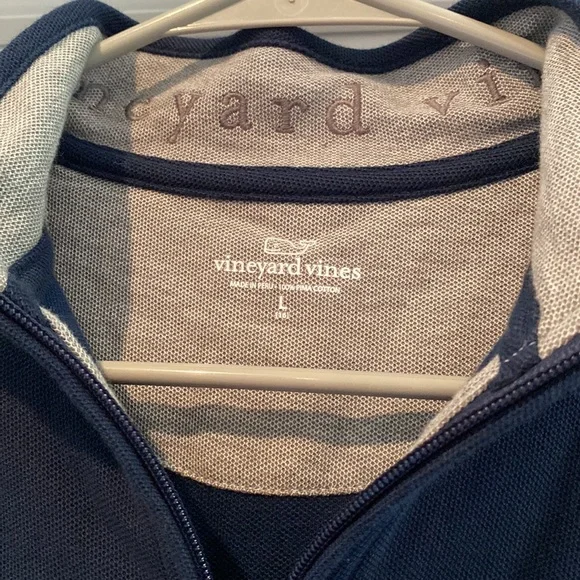 neyard vi
vineyard vines
MADE IN PERU · 100% PIMA COTTON
L